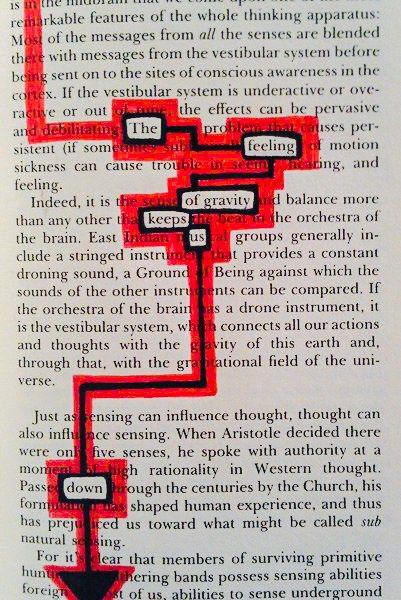 is in the midbrain that we come upon one of the
remarkable features of the whole thinking apparatus:
Most of the messages from all the senses are blended
there with messages from the vestibular system before
being sent on to the sites of conscious awareness in the
cortex. If the vestibular system is underactive or ove-
ractive or out of tune, the effects can be pervasive
and debilitating. The problem that causes per-
sistent (if sometimes feeling of motion
sickness can cause trouble in seeing, hearing, and
feeling.
Indeed, it is the sense of gravity and balance more
than any other that keeps the beat in the orchestra of
the brain. East Indian musical groups generally in-
clude a stringed instrument that provides a constant
droning sound, a Ground of Being against which the
sounds of the other instruments can be compared. If
the orchestra of the brain has a drone instrument, it
is the vestibular system, which connects all our actions
and thoughts with the gravity of this earth and,
through that, with the gravitational field of the uni-
verse.
Just as sensing can influence thought, thought can
also influence sensing. When Aristotle decided there
were only five senses, he spoke with authority at a
moment of high rationality in Western thought.
Passed down through the centuries by the Church, his
formulation has shaped human experience, and thus
has prejudiced us toward what might be called sub
natural sensing.
For it's clear that members of surviving primitive
gathering bands possess sensing abilities
foreign most of us, abilities to sense underground